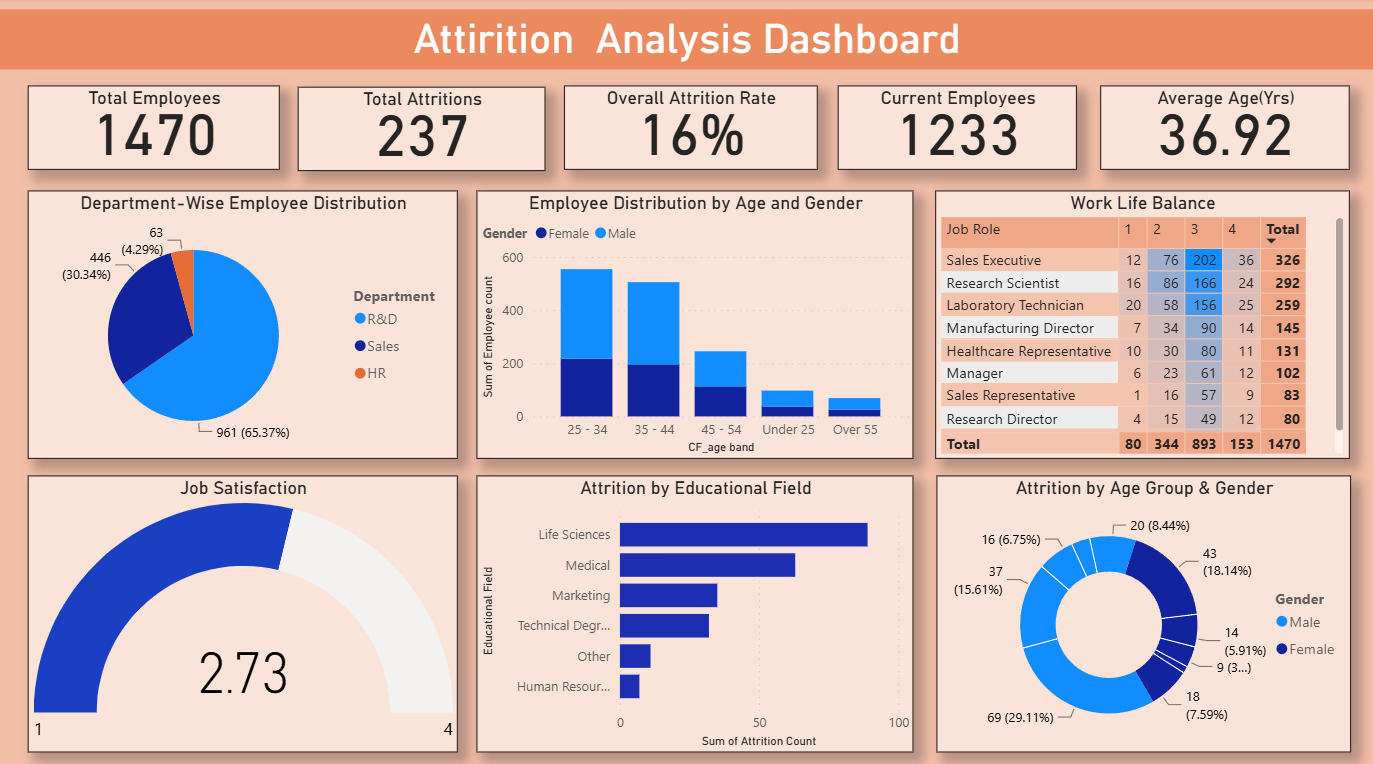 Attirition Analysis Dashboard
Total Employees
1470
Total Attritions
237
Overall Attrition Rate
16%
Current Employees
1233
Average Age(Yrs)
36.92
Department-Wise Employee Distribution
63
(4.29%)
446
(30.34%)
961 (65.37%)
Department
R&D
Sales
HR
Employee Distribution by Age and Gender
Gender Female Male
Sum of Employee count
600
400
200
0
25 - 34 35 - 44 45 - 54 Under 25 Over 55
CF_age band
Work Life Balance
Job Role 1 2 3 4 Total
Sales Executive 12 76 202 36 326
Research Scientist 16 86 166 24 292
Laboratory Technician 20 58 156 25 259
Manufacturing Director 7 34 90 14 145
Healthcare Representative 10 30 80 11 131
Manager 6 23 61 12 102
Sales Representative 1 16 57 9 83
Research Director 4 15 49 12 80
Total 80 344 893 153 1470
Job Satisfaction
2.73
1 4
Attrition by Educational Field
Educational Field
Life Sciences
Medical
Marketing
Technical Degr...
Other
Human Resour...
0 50 100
Sum of Attrition Count
Attrition by Age Group & Gender
20 (8.44%)
16 (6.75%)
43
(18.14%)
37
(15.61%)
14
(5.91%)
9 (3...)
18
(7.59%)
69 (29.11%)
Gender
Male
Female